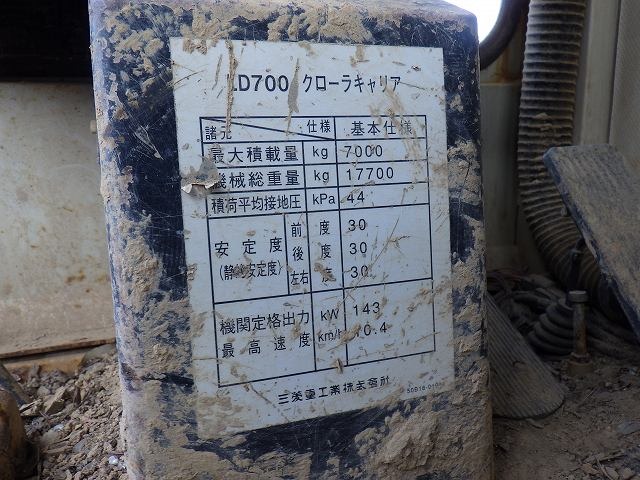 LD700 クローラキャリア
諸元 仕様 基本仕様
最大積載量 kg 7000
機械総重量 kg 17700
積荷平均接地圧 kPa 44
安定度 (静的安定度) 前 度 30
後 度 30
左右 度 30
機関定格出力 kW 143
最高速度 km/h 10.4
三菱重工業株式会社